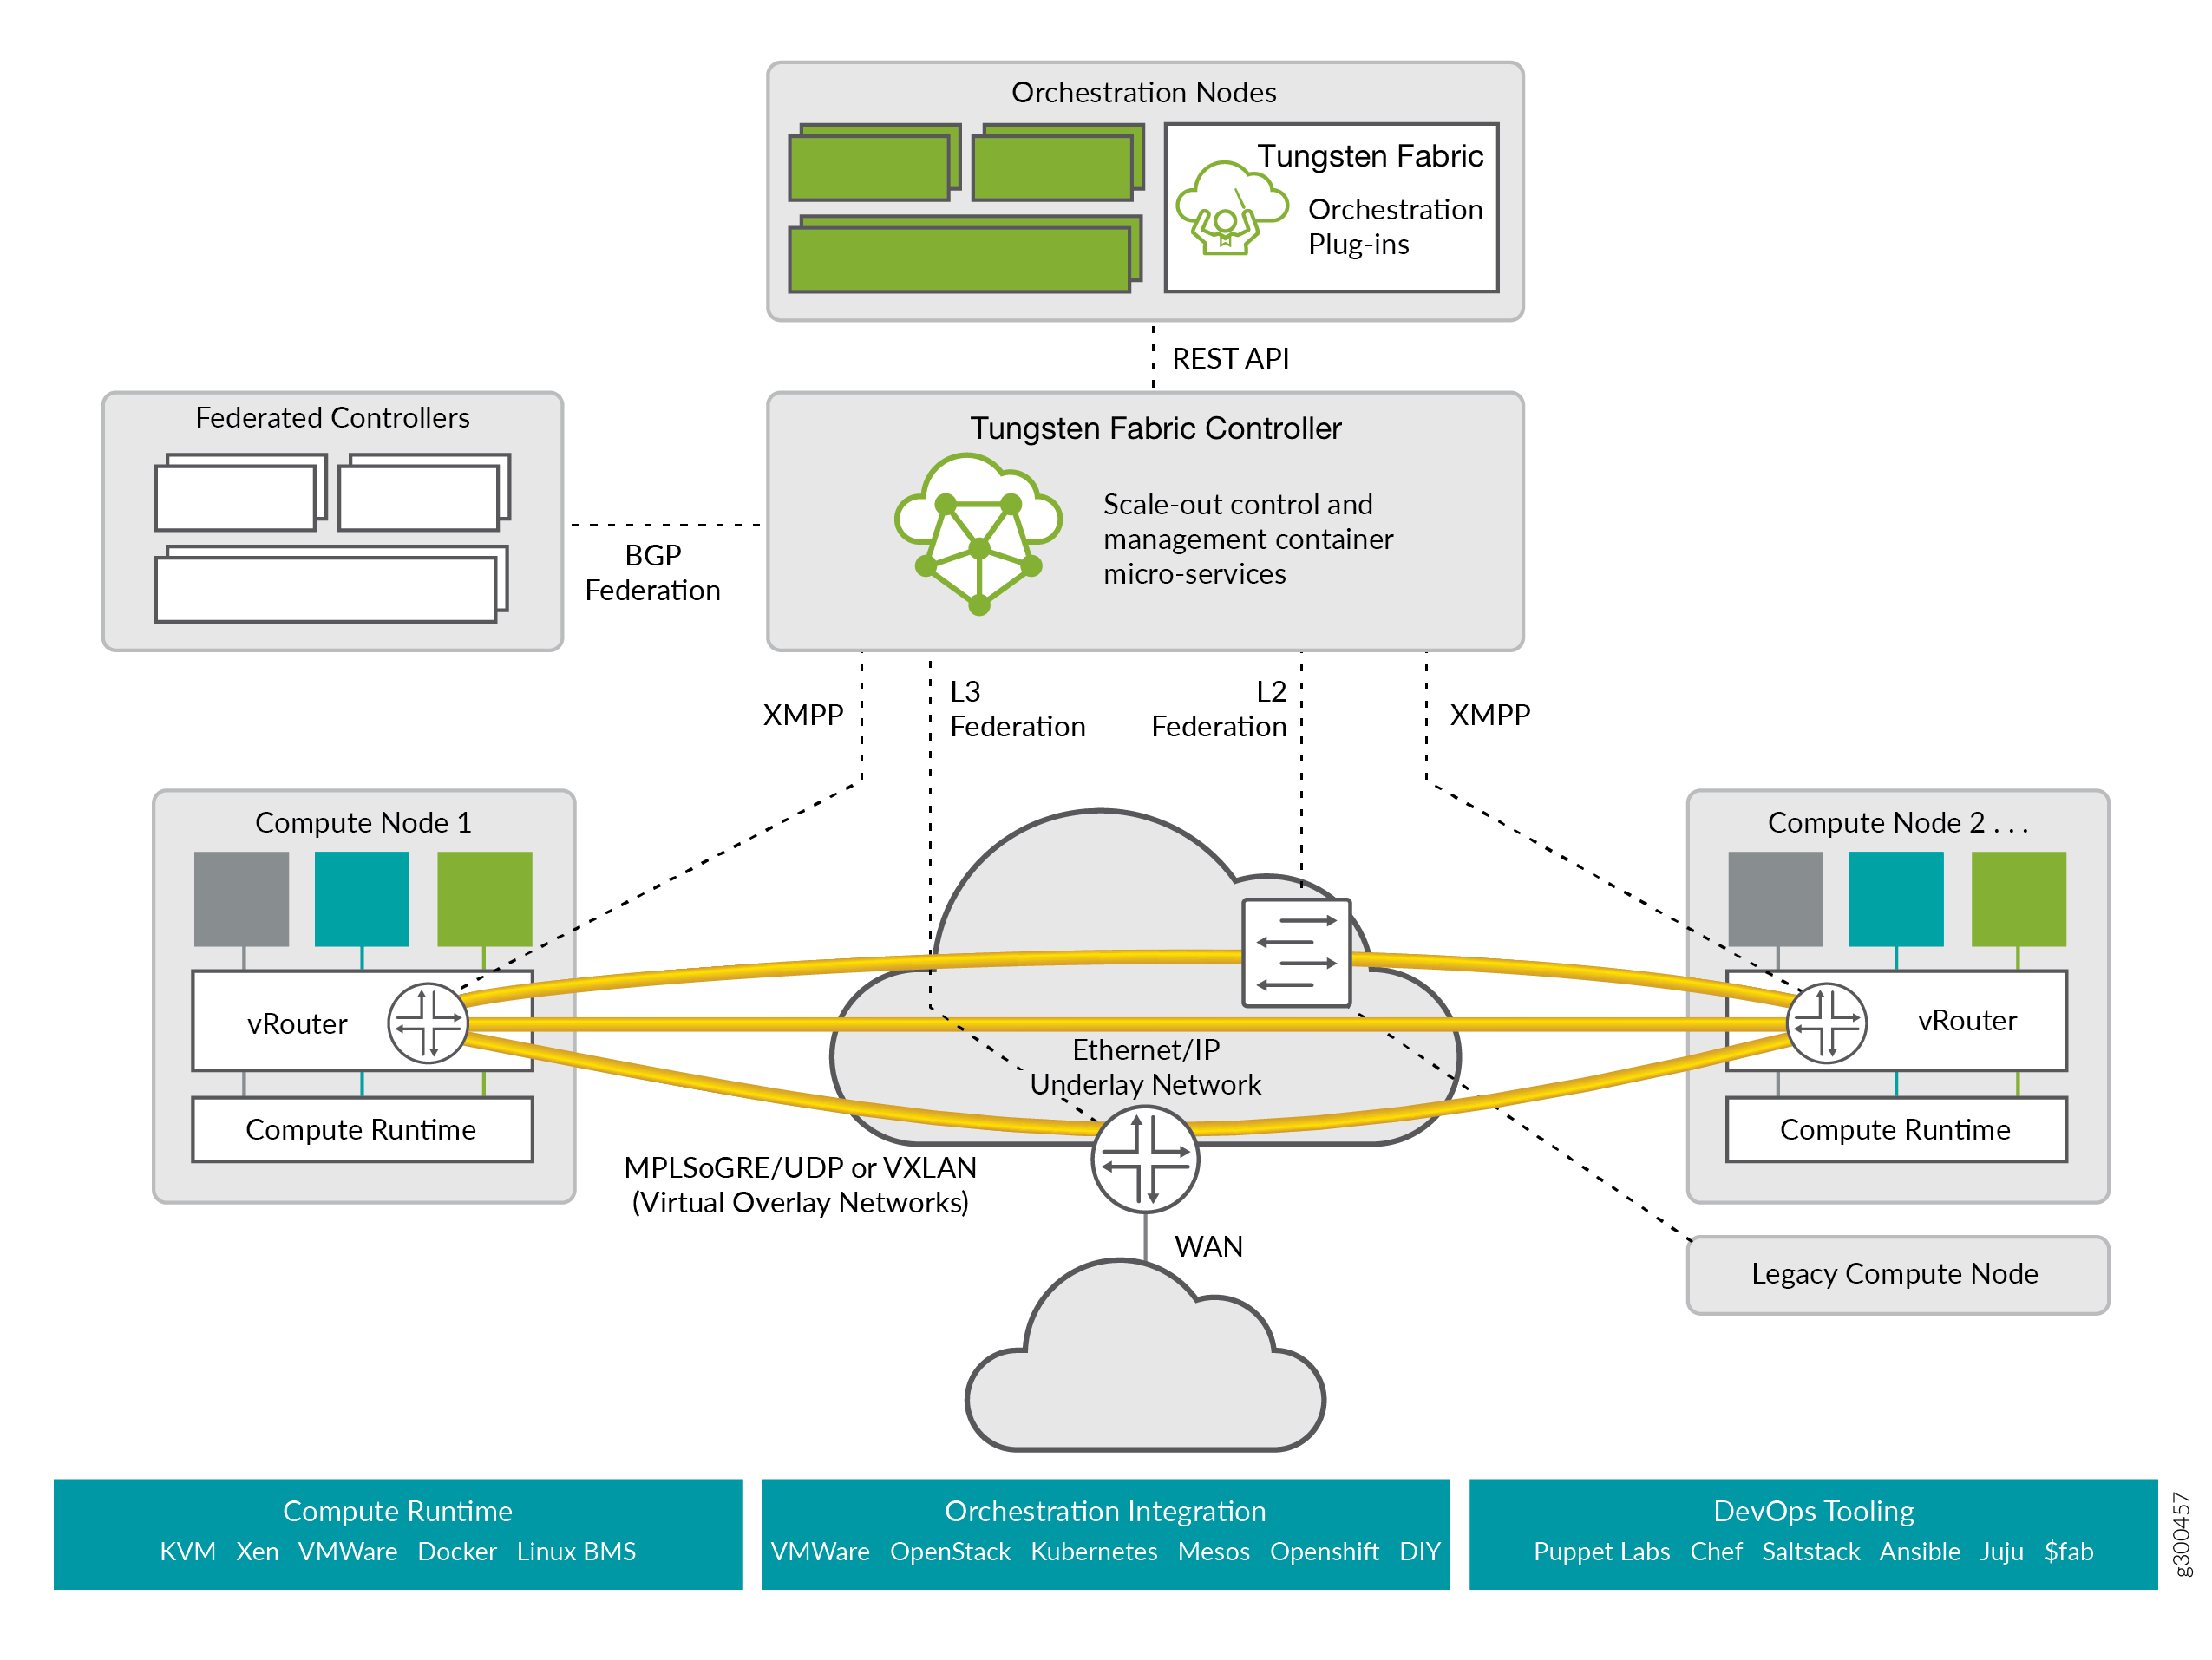 Orchestration Nodes
Tungsten Fabric
Orchestration
Plug-ins
REST API
Federated Controllers
Tungsten Fabric Controller
Scale-out control and
management container
micro-services
BGP
Federation
XMPP
L3
Federation
L2
Federation
XMPP
Compute Node 1
vRouter
Compute Runtime
Compute Node 2 . . .
vRouter
Compute Runtime
Ethernet/IP
Underlay Network
MPLSoGRE/UDP or VXLAN
(Virtual Overlay Networks)
WAN
Legacy Compute Node
Compute Runtime
KVM Xen VMWare Docker Linux BMS
Orchestration Integration
VMWare OpenStack Kubernetes Mesos Openshift DIY
DevOps Tooling
Puppet Labs Chef Saltstack Ansible Juju $fab
g300457